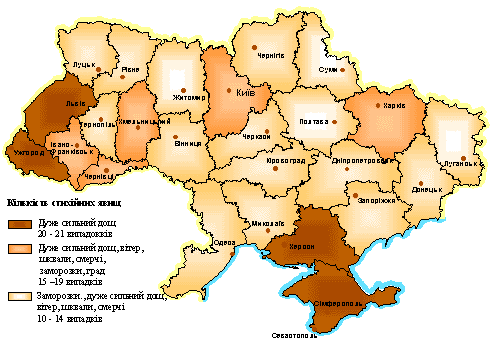 Чернігів
Луцьк
Рівне
Суми
Житомир
Київ
Львів
Харків
Хмельницький
Тернопіль
Полтава
Черкаси
Івано-
Франківськ
Ужгород
Вінниця
Луганськ
Чернівці
Кіровоград
Дніпропетровськ
Донецьк
Запоріжжя
Миколаїв
Одеса
Херсон
Сімферополь
Севастополь
Кількість стихійних явищ
Дуже сильний дощ
20 - 21 випадоків
Дуже сильний дощ, вітер,
шквали, смерчі,
заморозки, град
15 –19 випадків
Заморозки , дуже сильний дощ,
вітер, шквали, смерчі
10 - 14 випадків